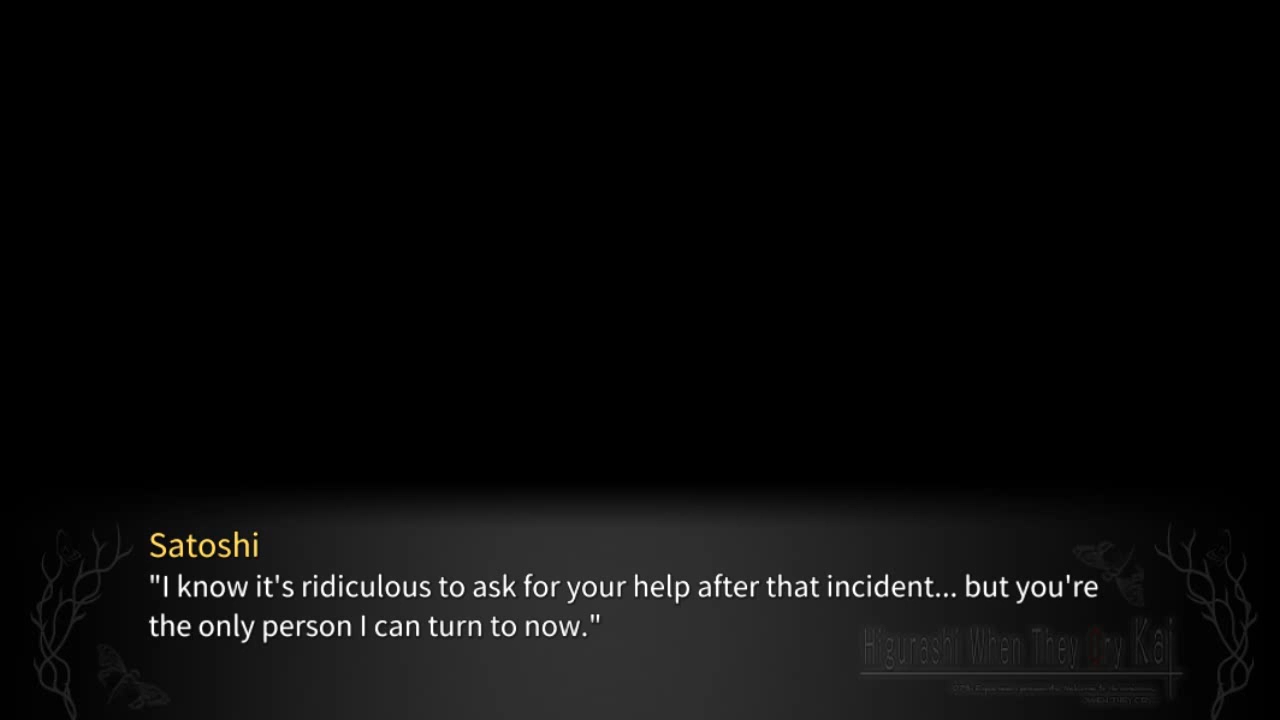 Satoshi
"I know it's ridiculous to ask for your help after that incident... but you're
the only person I can turn to now."
Higurashi When They Cry Kai